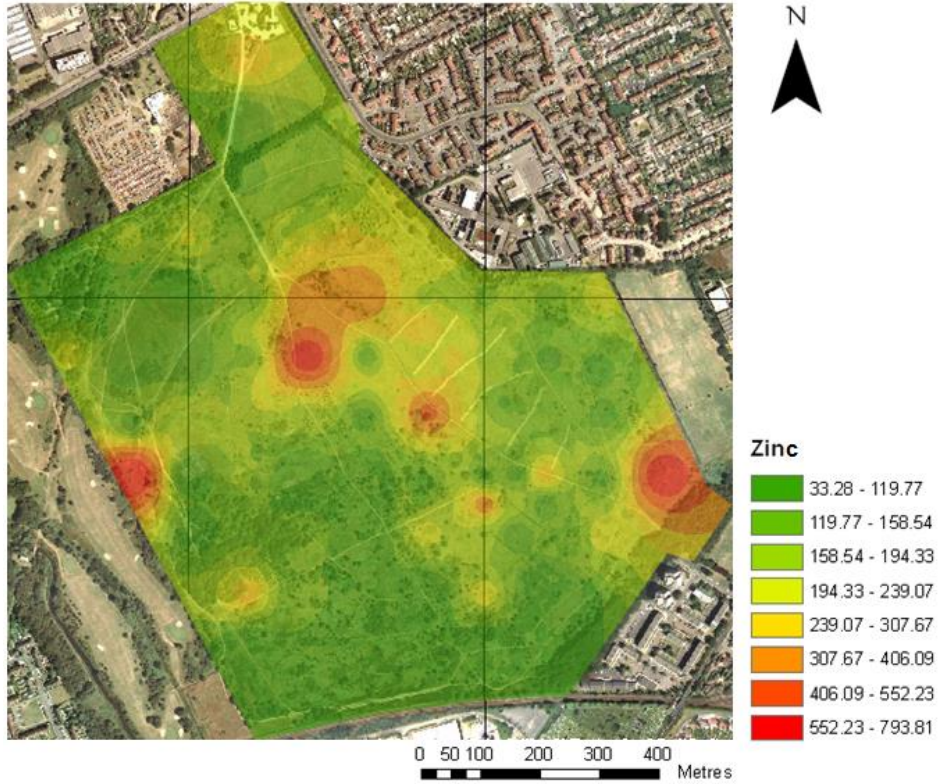 N
Zinc
33.28 - 119.77
119.77 - 158.54
158.54 - 194.33
194.33 - 239.07
239.07 - 307.67
307.67 - 406.09
406.09 - 552.23
552.23 - 793.81
0 50 100 200 300 400
Metres